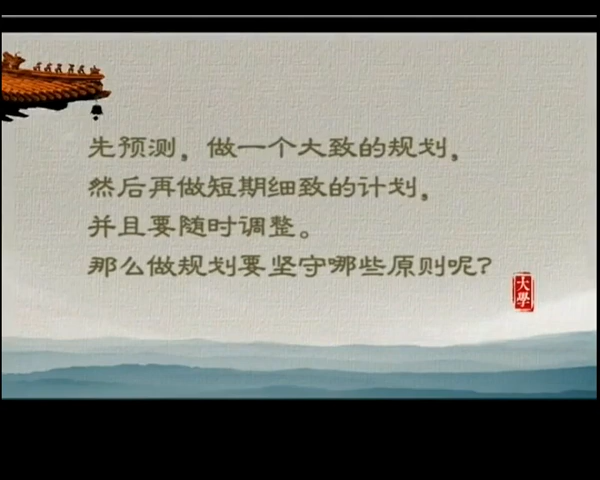 先预测，做一个大致的规划，
然后再做短期细致的计划，
并且要随时调整。
那么做规划要坚守哪些原则呢？
大學